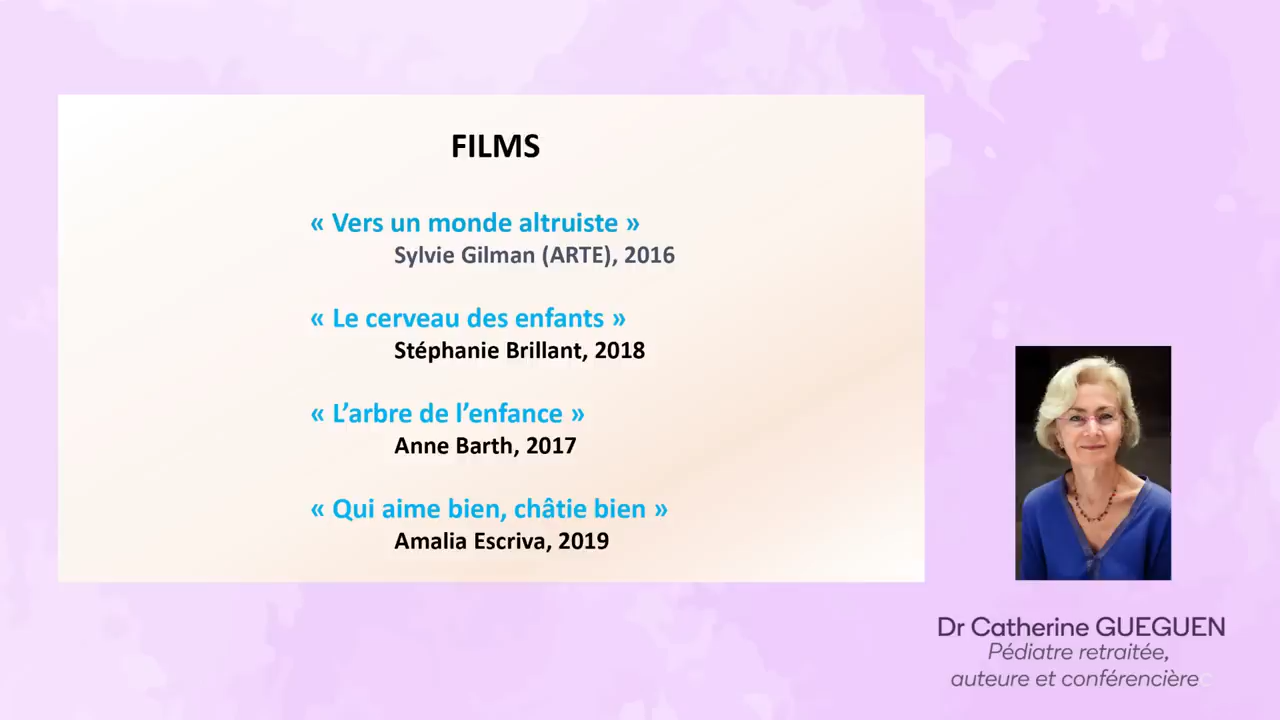 FILMS
« Vers un monde altruiste »
Sylvie Gilman (ARTE), 2016
« Le cerveau des enfants »
Stéphanie Brillant, 2018
« L’arbre de l’enfance »
Anne Barth, 2017
« Qui aime bien, châtie bien »
Amalia Escriva, 2019
Dr Catherine GUEGUEN
Pédiatre retraitée,
auteure et conférencière